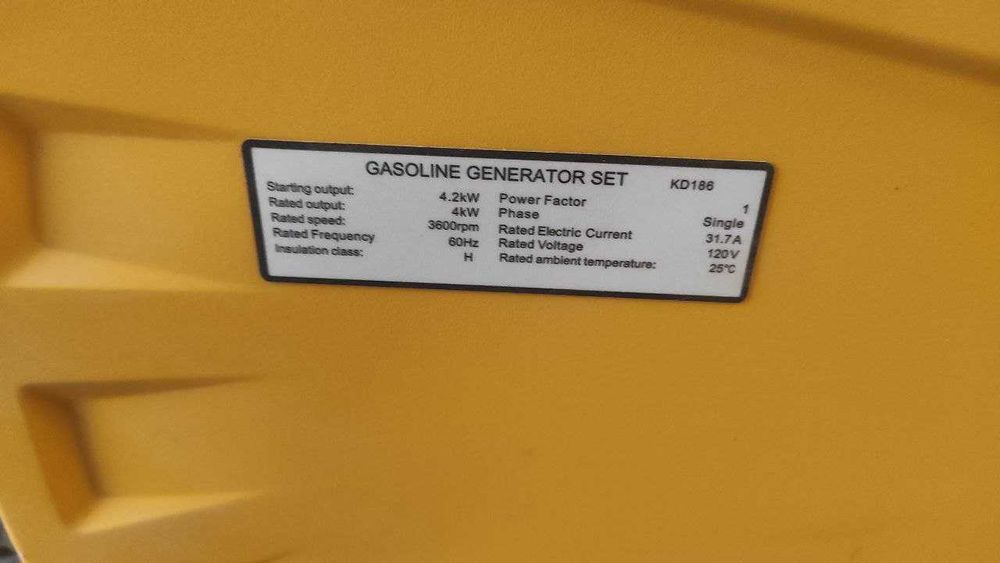 GASOLINE GENERATOR SET KD186
Starting output: 4.2kW Power Factor 1
Rated output: 4kW Phase Single
Rated speed: 3600rpm Rated Electric Current 31.7A
Rated Frequency 60Hz Rated Voltage 120V
Insulation class: H Rated ambient temperature: 25°C